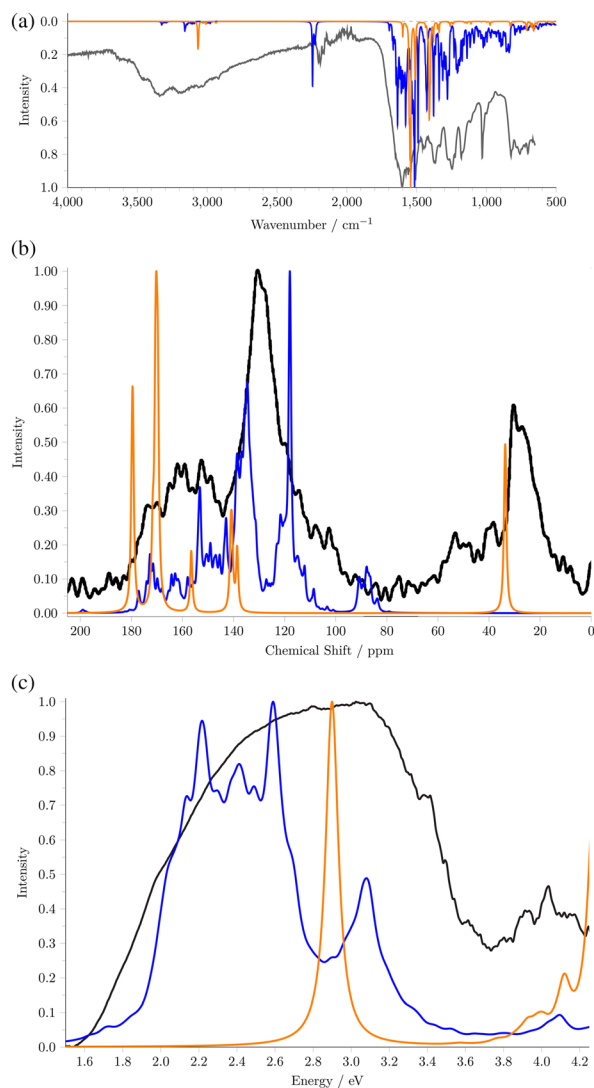 (a)
0.0
0.2
0.4
0.6
0.8
1.0
Intensity
4,000 3,500 3,000 2,500 2,000 1,500 1,000 500
Wavenumber / cm⁻¹
(b)
1.00
0.90
0.80
0.70
0.60
0.50
0.40
0.30
0.20
0.10
0.00
Intensity
200 180 160 140 120 100 80 60 40 20 0
Chemical Shift / ppm
(c)
1.0
0.9
0.8
0.7
0.6
0.5
0.4
0.3
0.2
0.1
0.0
Intensity
1.6 1.8 2.0 2.2 2.4 2.6 2.8 3.0 3.2 3.4 3.6 3.8 4.0 4.2
Energy / eV